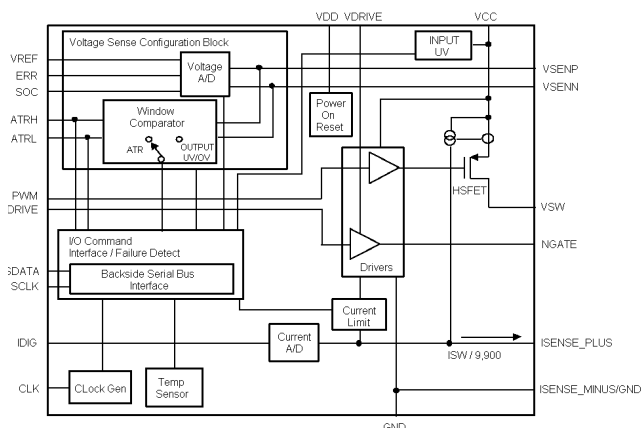 VDD VDRIVE VCC
Voltage Sense Configuration Block
INPUT
UV
VREF
ERR
SOC
Voltage
A/D
VSENP
VSENN
ATRH
ATRL
Window
Comparator
ATR
OUTPUT
UV/OV
Power
On
Reset
HSFET
PWM
DRIVE
VSW
I/O Command
Interface / Failure Detect
Drivers
NGATE
SDATA
SCLK
Backside Serial Bus
Interface
Current
Limit
IDIG
Current
A/D
ISW / 9,900
ISENSE_PLUS
CLK
CLock Gen
Temp
Sensor
ISENSE_MINUS/GND
GND